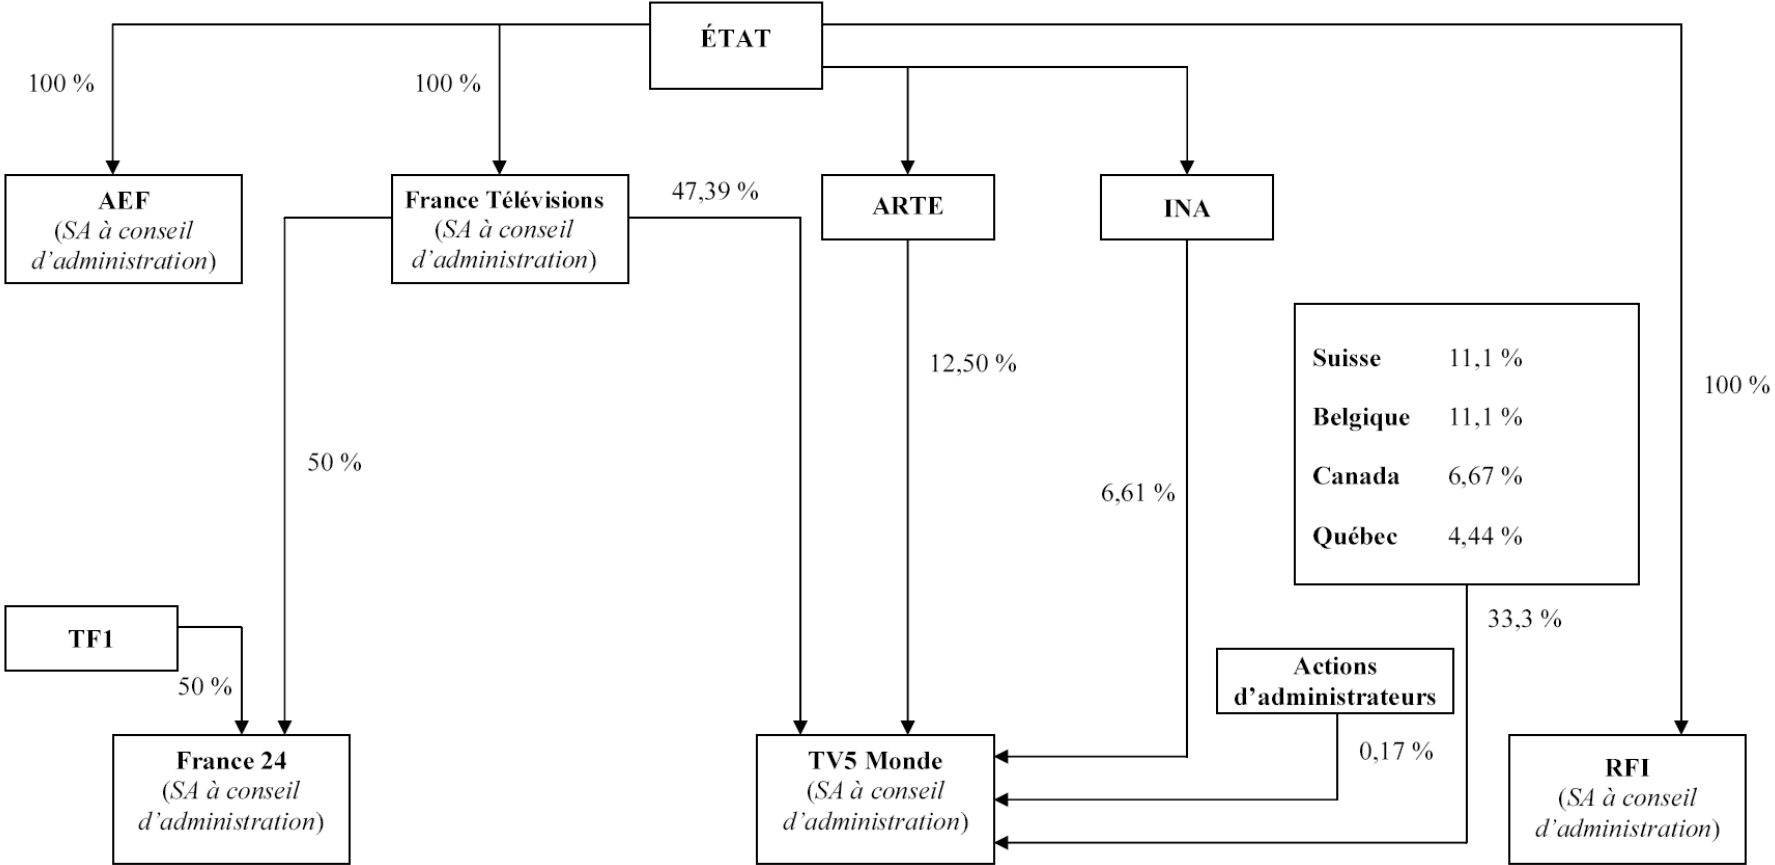 ÉTAT
100 %
100 %
AEF
(SA à conseil
d’administration)
France Télévisions
(SA à conseil
d’administration)
47,39 %
ARTE
INA
12,50 %
50 %
6,61 %
Suisse 11,1 %
Belgique 11,1 %
Canada 6,67 %
Québec 4,44 %
100 %
33,3 %
TF1
50 %
Actions
d’administrateurs
0,17 %
France 24
(SA à conseil
d’administration)
TV5 Monde
(SA à conseil
d’administration)
RFI
(SA à conseil
d’administration)